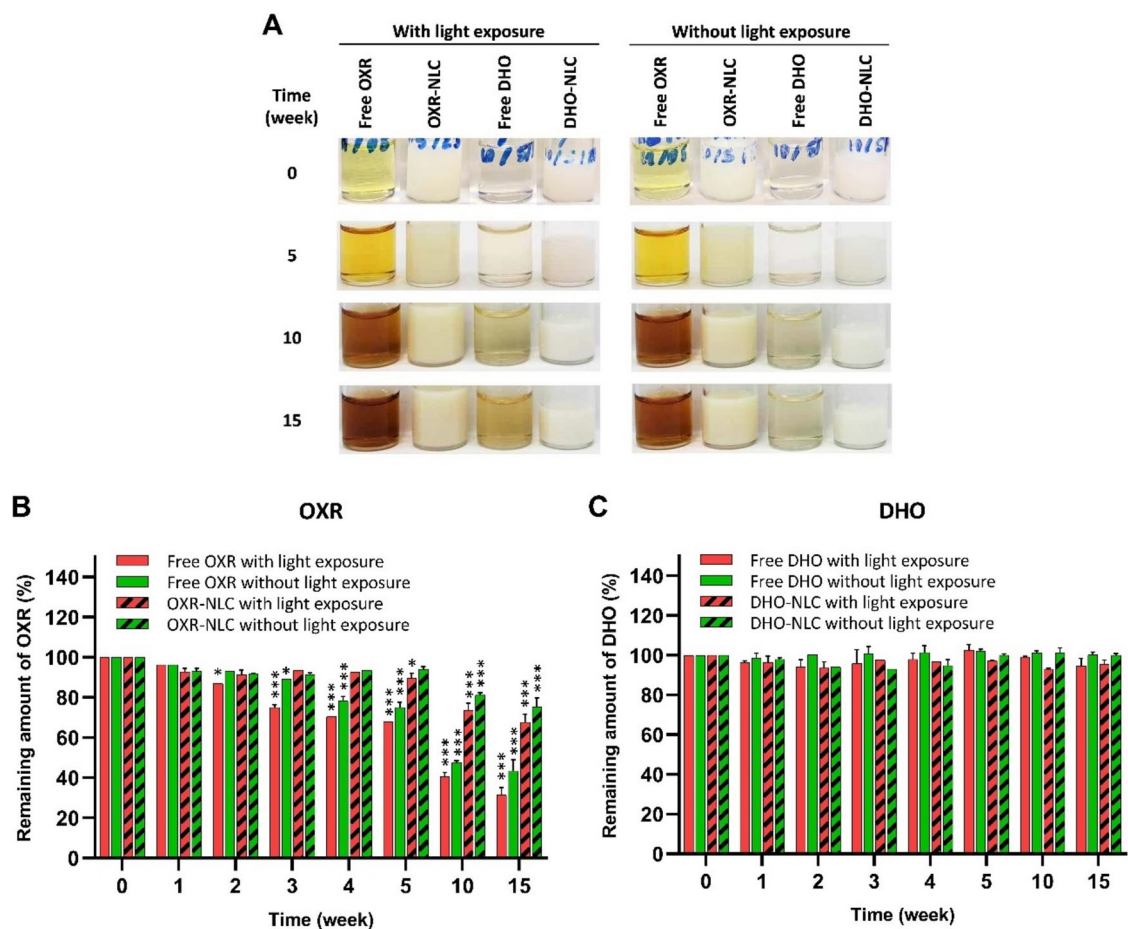 A
With light exposure
Without light exposure
Time
(week)
Free OXR
OXR-NLC
Free DHO
DHO-NLC
Free OXR
OXR-NLC
Free DHO
DHO-NLC
0
5
10
15
B
OXR
Remaining amount of OXR (%)
Free OXR with light exposure
Free OXR without light exposure
OXR-NLC with light exposure
OXR-NLC without light exposure
140
120
100
80
60
40
20
0
*
***
*
***
***
***
***
*
***
***
***
***
***
***
***
***
0 1 2 3 4 5 10 15
Time (week)
C
DHO
Remaining amount of DHO (%)
Free DHO with light exposure
Free DHO without light exposure
DHO-NLC with light exposure
DHO-NLC without light exposure
140
120
100
80
60
40
20
0
0 1 2 3 4 5 10 15
Time (week)